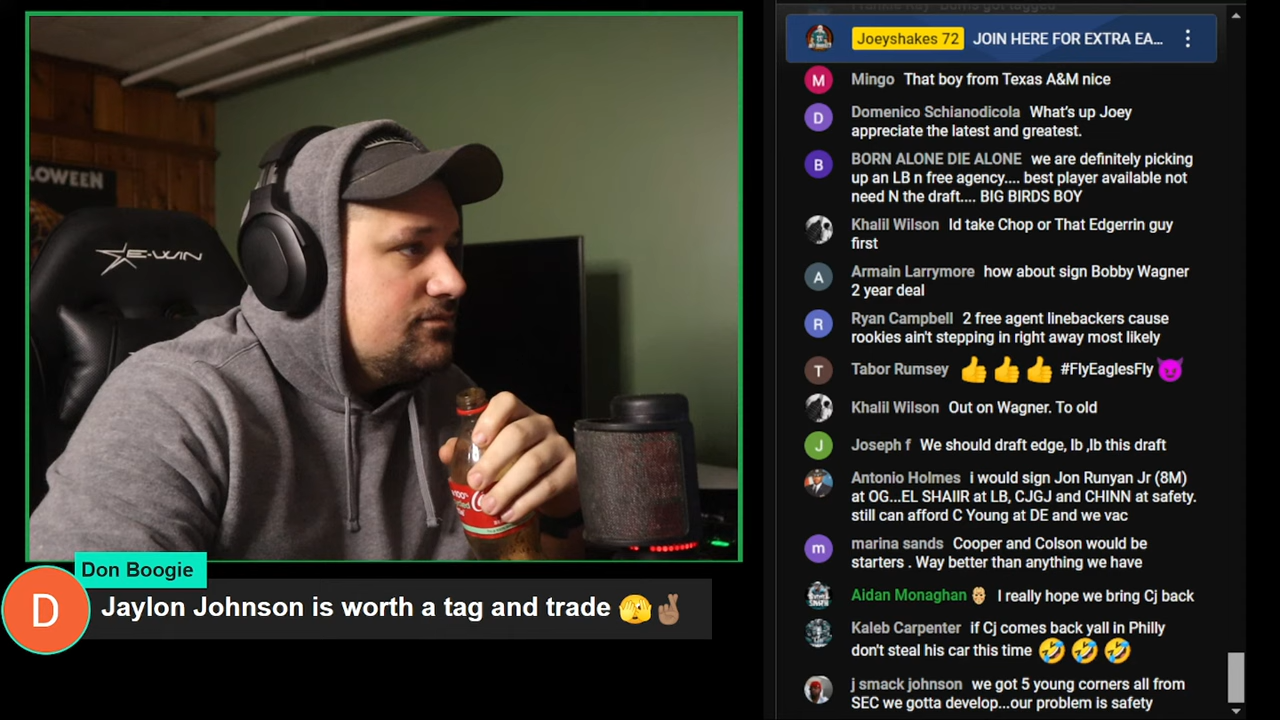 LOWEEN
E-WIN
Don Boogie
D
Jaylon Johnson is worth a tag and trade 🫣🤞🏽
Joeyshakes 72 JOIN HERE FOR EXTRA EA...
M
Mingo That boy from Texas A&M nice
D
Domenico Schianodicola What's up Joey
appreciate the latest and greatest.
B
BORN ALONE DIE ALONE we are definitely picking
up an LB n free agency.... best player available not
need N the draft.... BIG BIRDS BOY
Khalil Wilson Id take Chop or That Edgerrin guy
first
A
Armain Larrymore how about sign Bobby Wagner
2 year deal
R
Ryan Campbell 2 free agent linebackers cause
rookies ain't stepping in right away most likely
T
Tabor Rumsey 👍👍👍 #FlyEaglesFly😈
Khalil Wilson Out on Wagner. To old
J
Joseph f We should draft edge, lb ,lb this draft
Antonio Holmes i would sign Jon Runyan Jr (8M)
at OG...EL SHAIIR at LB, CJGJ and CHINN at safety.
still can afford C Young at DE and we vac
m
marina sands Cooper and Colson would be
starters . Way better than anything we have
Aidan Monaghan I really hope we bring Cj back
Kaleb Carpenter if Cj comes back yall in Philly
don't steal his car this time 🤣🤣🤣
j smack johnson we got 5 young corners all from
SEC we gotta develop...our problem is safety